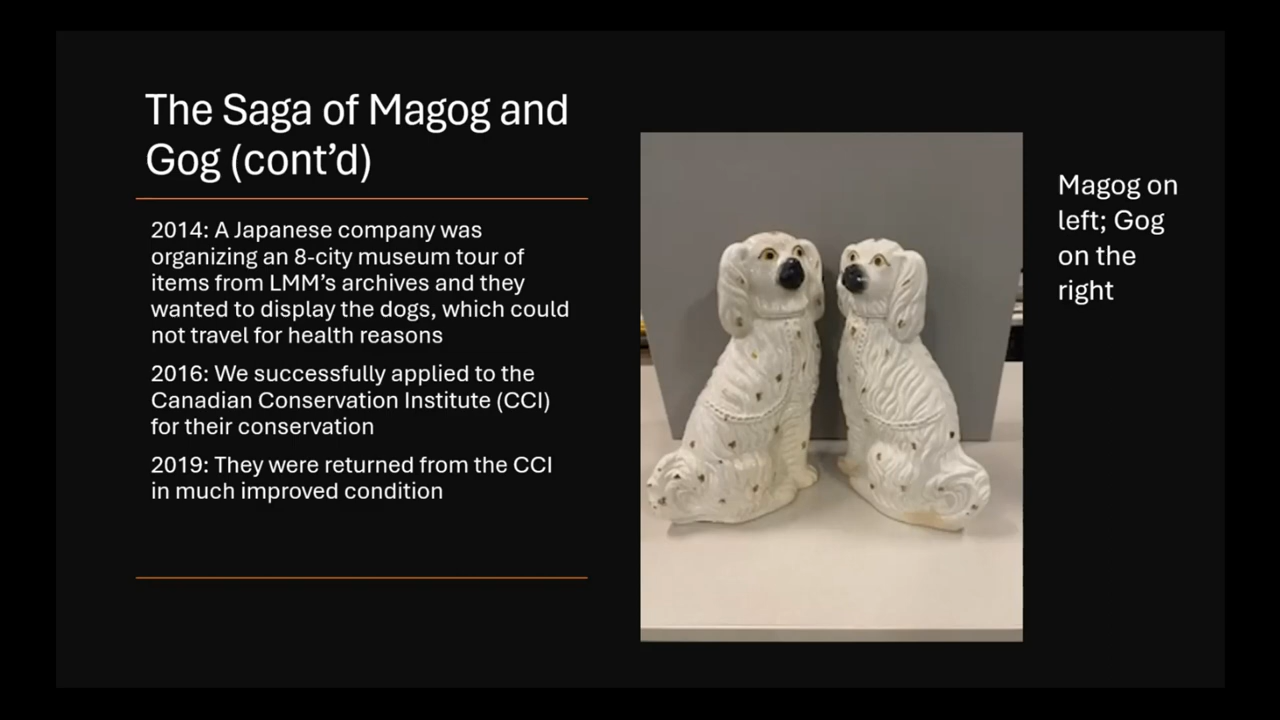 The Saga of Magog and
Gog (cont’d)
2014: A Japanese company was
organizing an 8-city museum tour of
items from LMM’s archives and they
wanted to display the dogs, which could
not travel for health reasons
2016: We successfully applied to the
Canadian Conservation Institute (CCI)
for their conservation
2019: They were returned from the CCI
in much improved condition
Magog on
left; Gog
on the
right